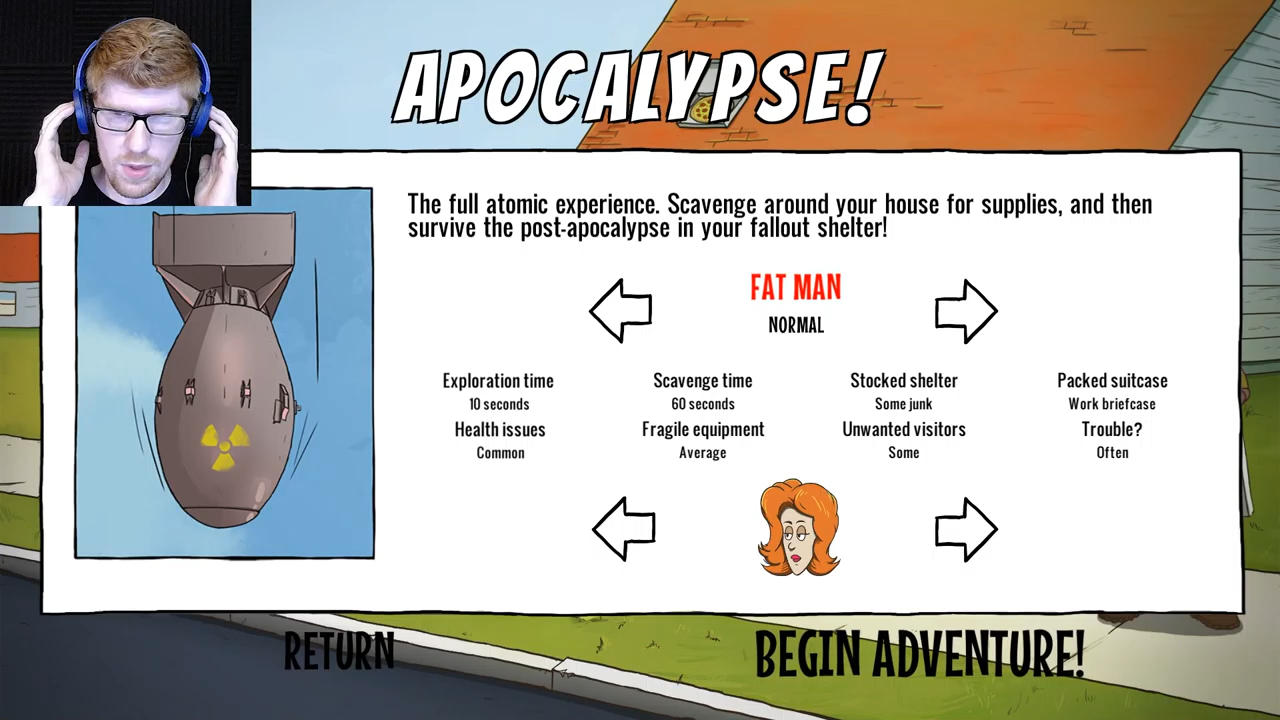 APOCALYPSE!
The full atomic experience. Scavenge around your house for supplies, and then
survive the post-apocalypse in your fallout shelter!
FAT MAN
NORMAL
Exploration time
10 seconds
Scavenge time
60 seconds
Stocked shelter
Some junk
Packed suitcase
Work briefcase
Health issues
Common
Fragile equipment
Average
Unwanted visitors
Some
Trouble?
Often
RETURN
BEGIN ADVENTURE!